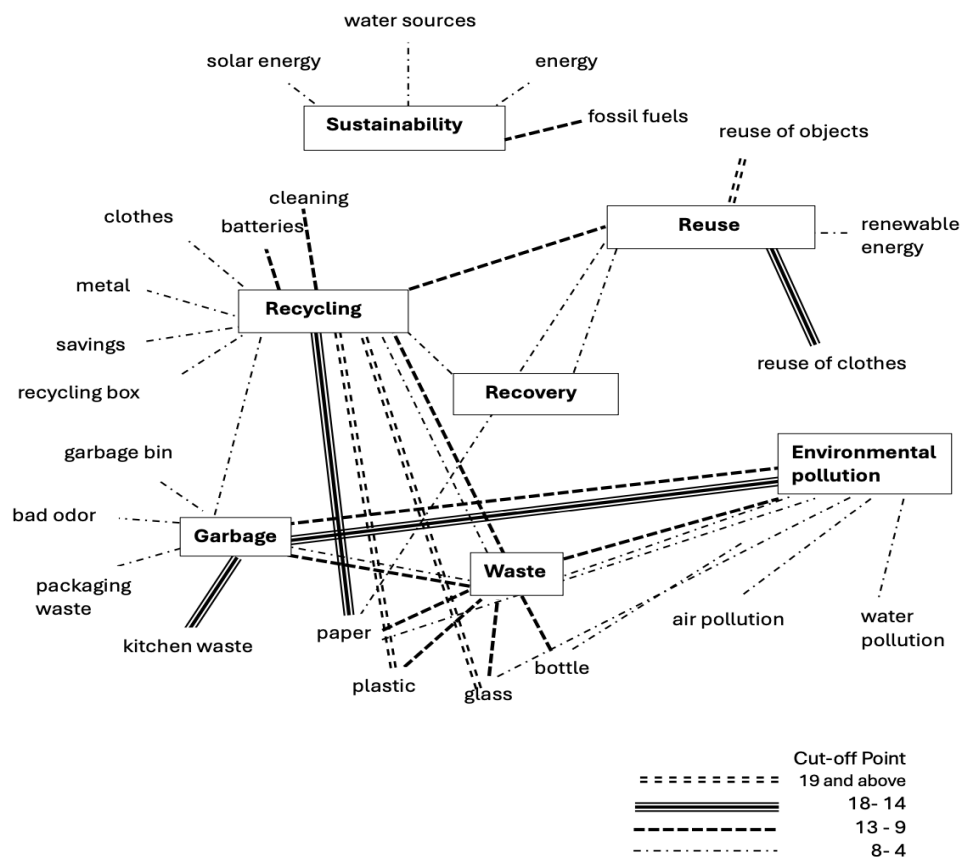 water sources
solar energy
energy
Sustainability
fossil fuels
reuse of objects
cleaning
clothes
batteries
Reuse
renewable
energy
metal
Recycling
savings
reuse of clothes
recycling box
Recovery
garbage bin
Environmental
pollution
bad odor
Garbage
Waste
packaging
waste
air pollution
water
pollution
kitchen waste
paper
bottle
plastic
glass
Cut-off Point
19 and above
18- 14
13 - 9
8- 4